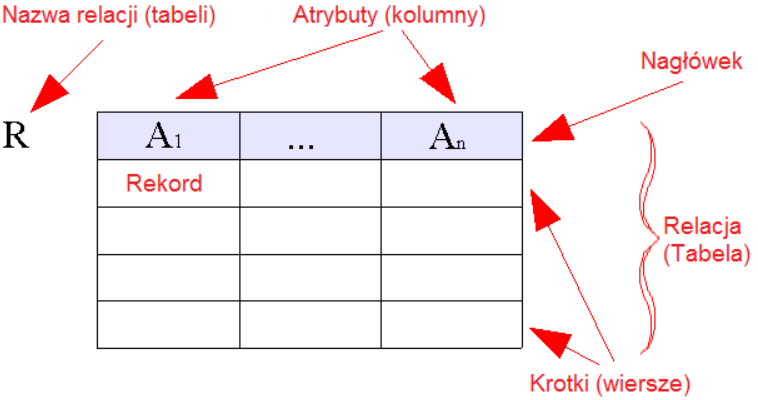 Nazwa relacji (tabeli)
Atrybuty (kolumny)
Nagłówek
R
A1
...
An
Rekord
Relacja
(Tabela)
Krotki (wiersze)